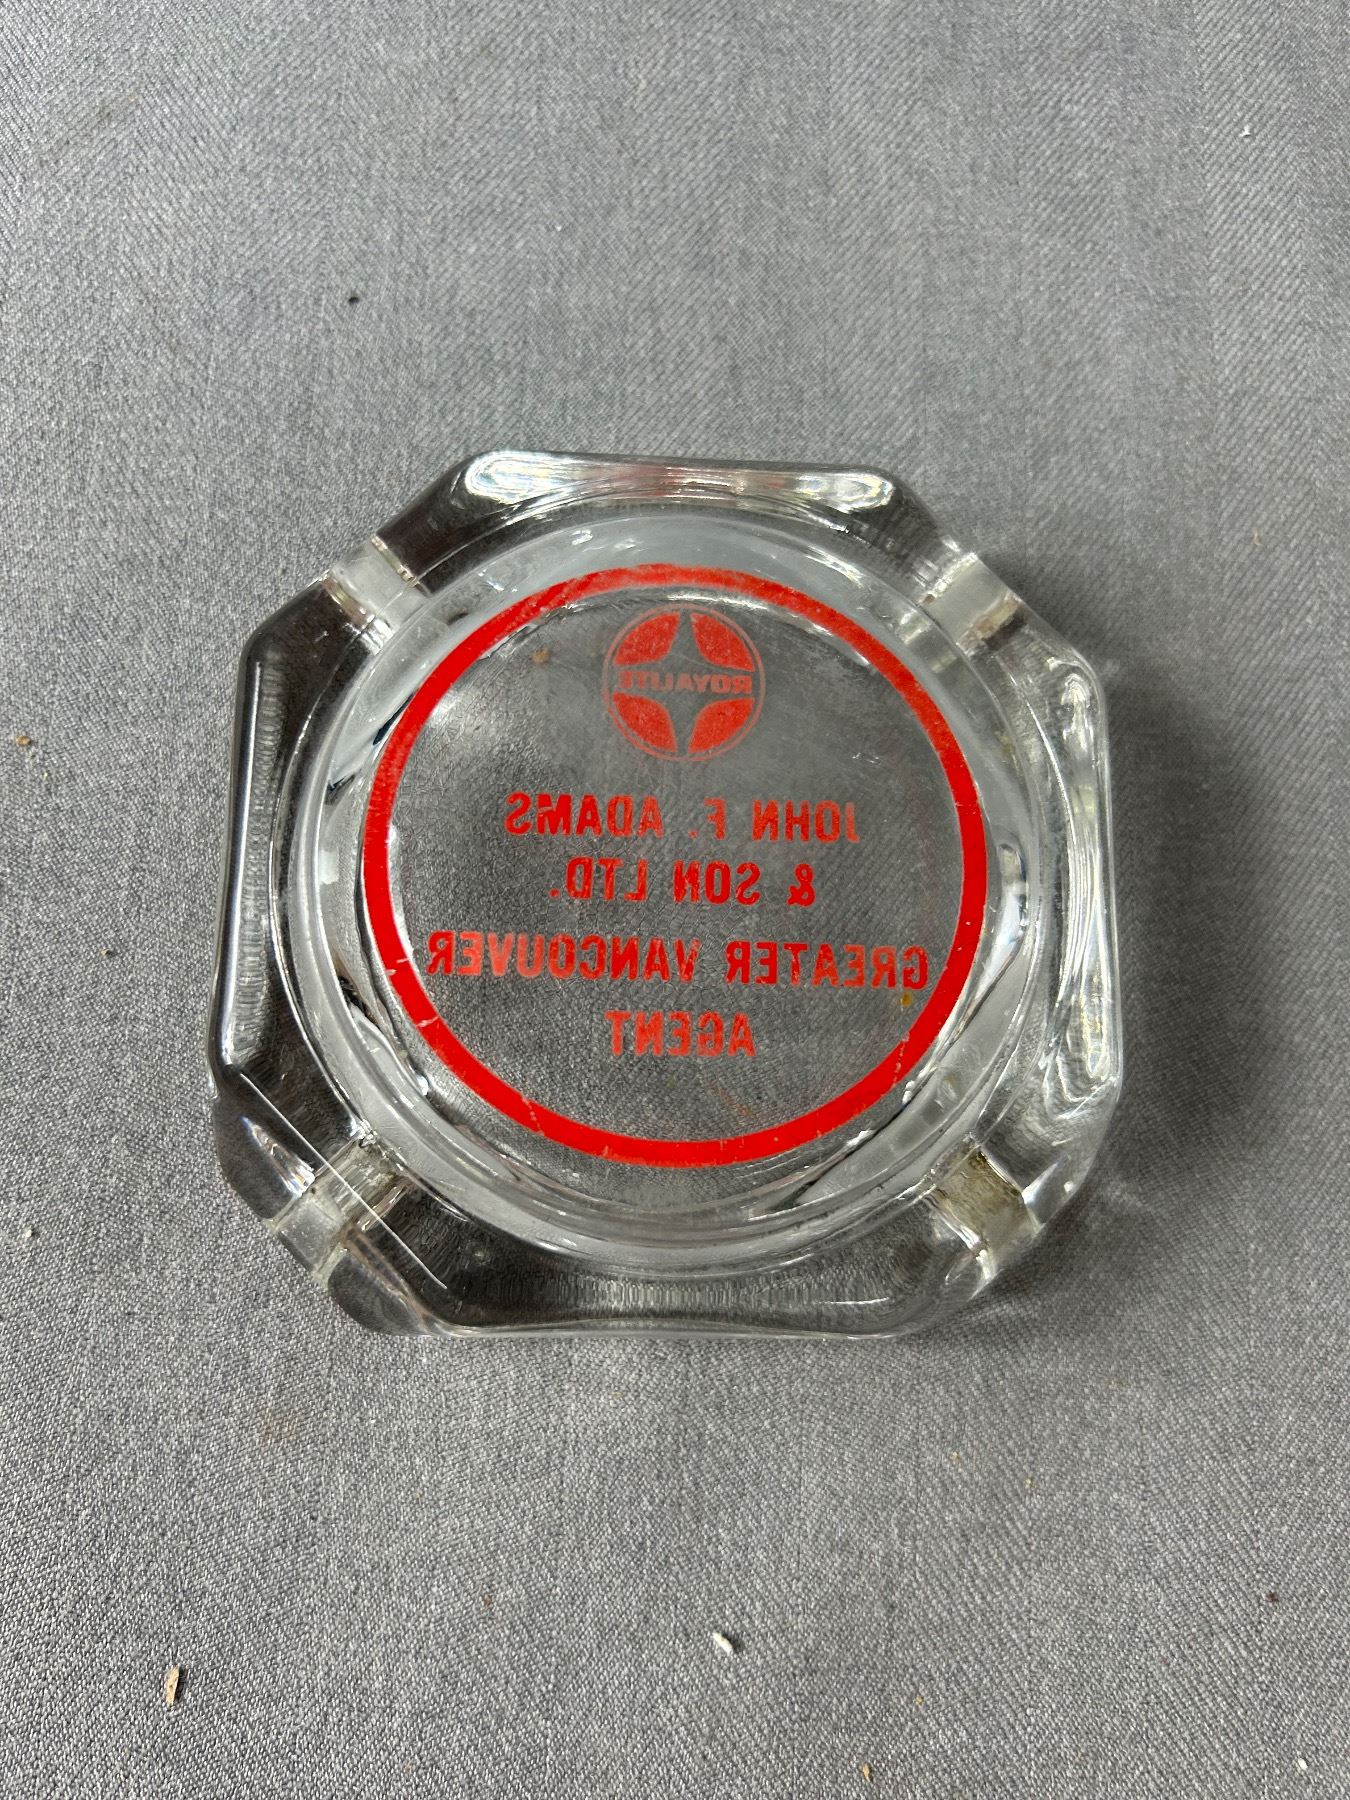 ROYALITE
JOHN F. ADAMS
& SON LTD.
GREATER VANCOUVER
AGENT